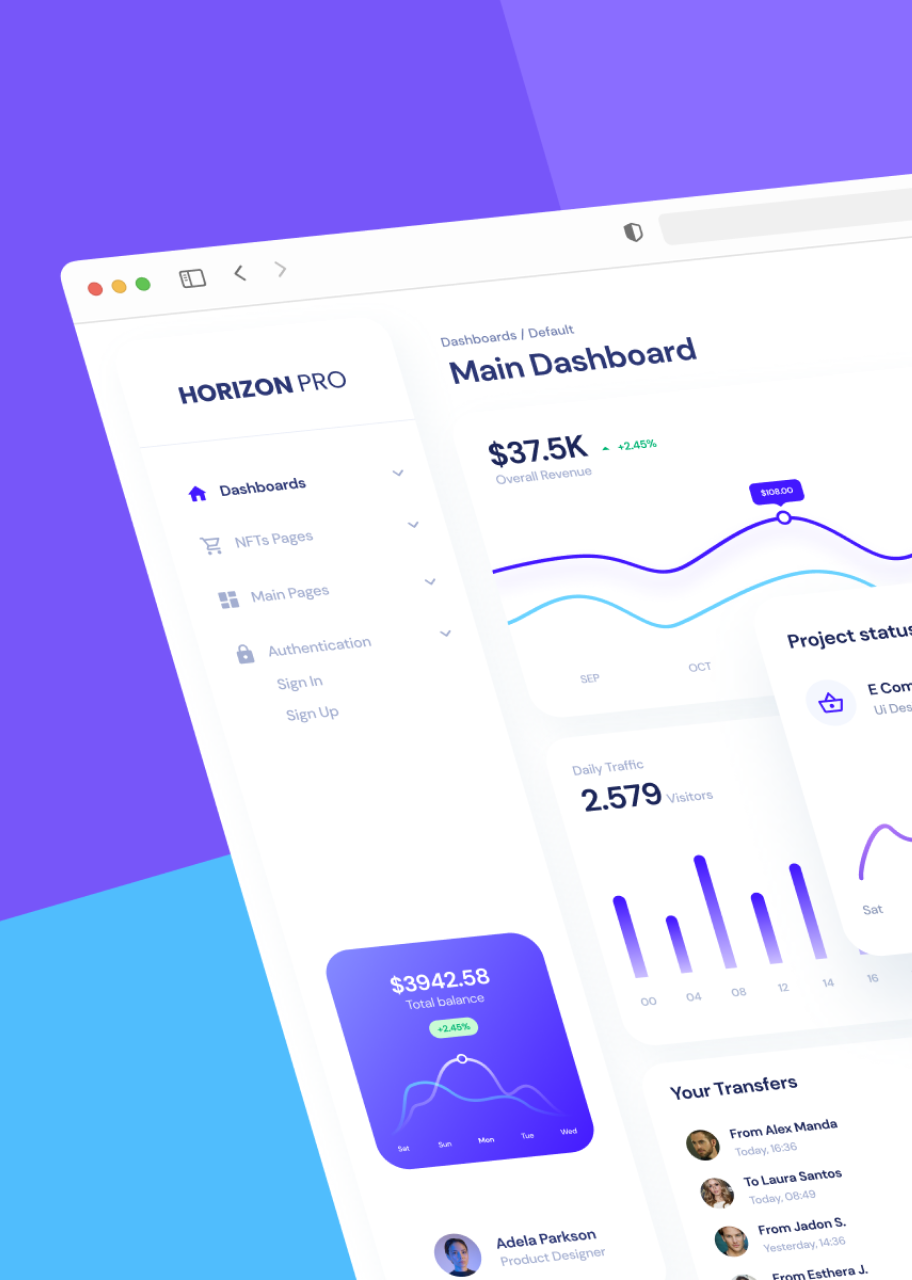 Dashboards / Default
Main Dashboard
HORIZON PRO
Dashboards
NFTs Pages
Main Pages
Authentication
Sign In
Sign Up
$37.5K +2.45%
Overall Revenue
$108.00
SEP OCT
Project status
E Com
Ui Des
Sat
Daily Traffic
2.579 Visitors
00 04 08 12 14 16
$3942.58
Total balance
+2.45%
Sat Sun Mon Tue Wed
Your Transfers
From Alex Manda
Today, 16:36
To Laura Santos
Today, 08:49
From Jadon S.
Yesterday, 14:36
From Esthera J.
Adela Parkson
Product Designer